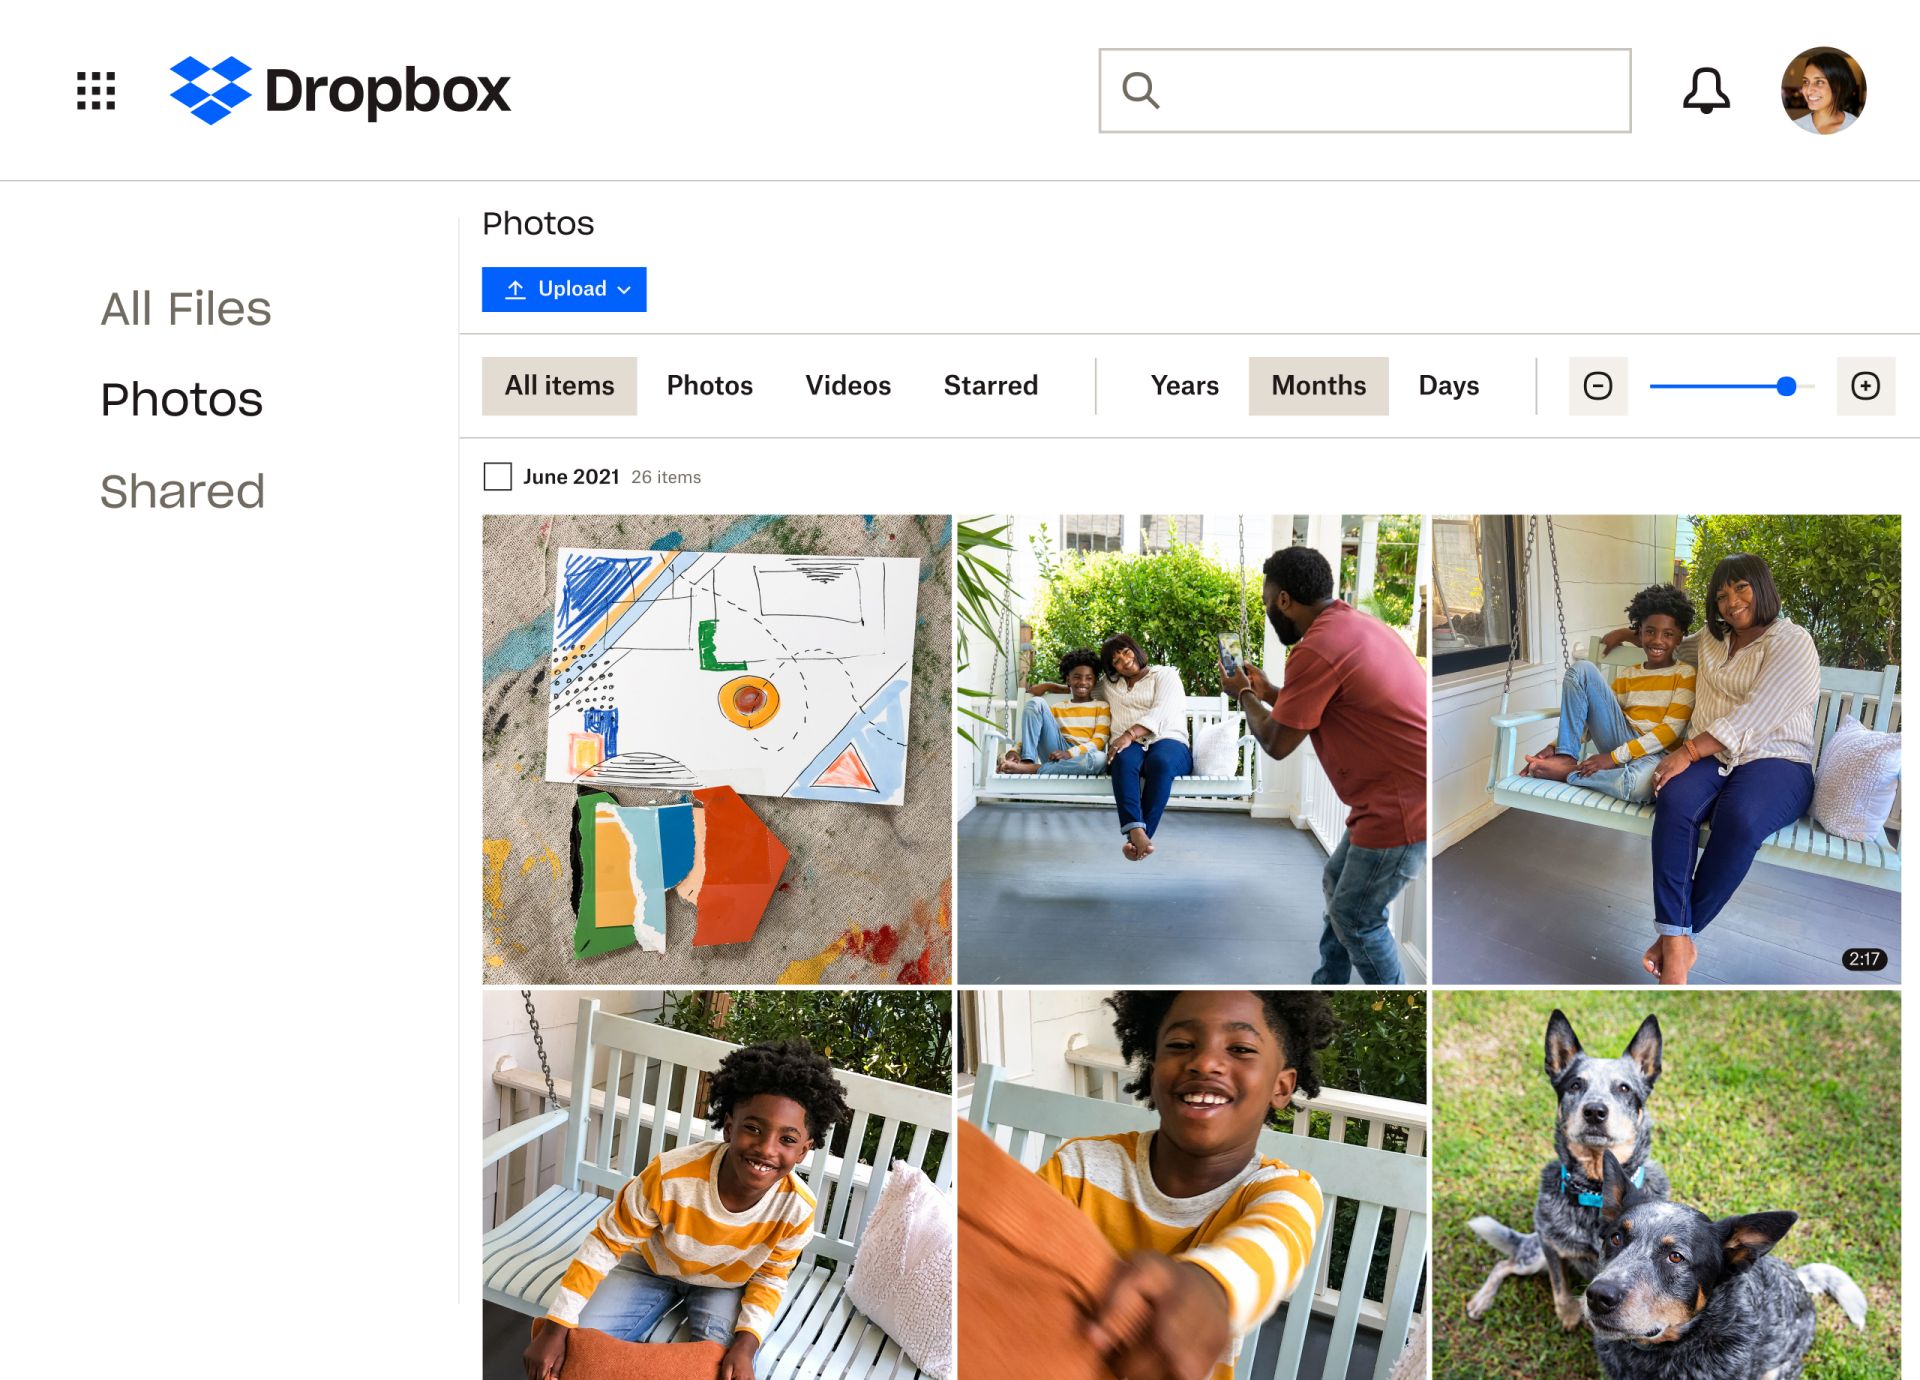 Dropbox
All Files
Photos
Shared
Photos
Upload
All items Photos Videos Starred Years Months Days
June 2021 26 items
2:17